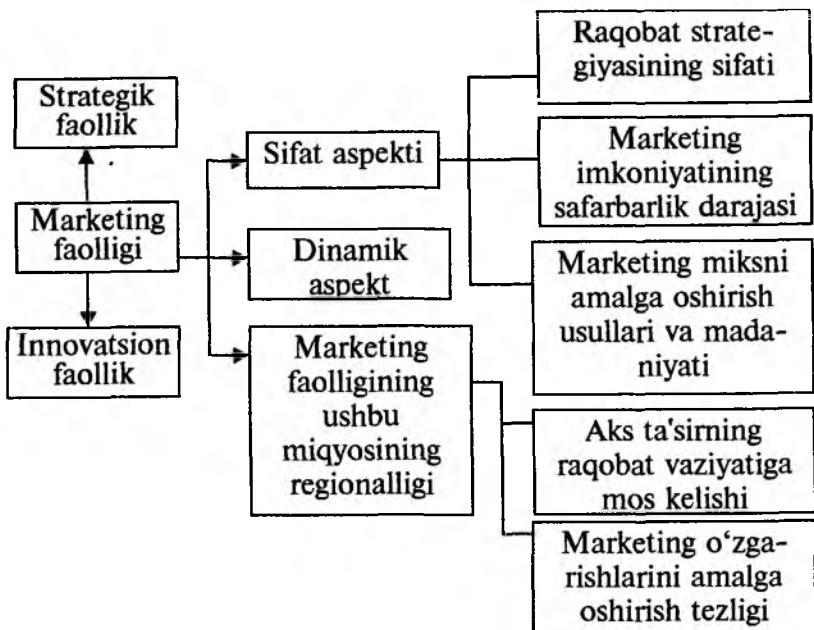 Strategik
faollik
Marketing
faolligi
Innovatsion
faollik
Sifat aspekti
Dinamik
aspekt
Marketing
faolligining
ushbu
miqyosining
regionalligi
Raqobat strate-
giyasining sifati
Marketing
imkoniyatining
safarbarlik darajasi
Marketing miksni
amalga oshirish
usullari va mada-
niyati
Aks ta'sirning
raqobat vaziyatiga
mos kelishi
Marketing o‘zga-
rishlarini amalga
oshirish tezligi